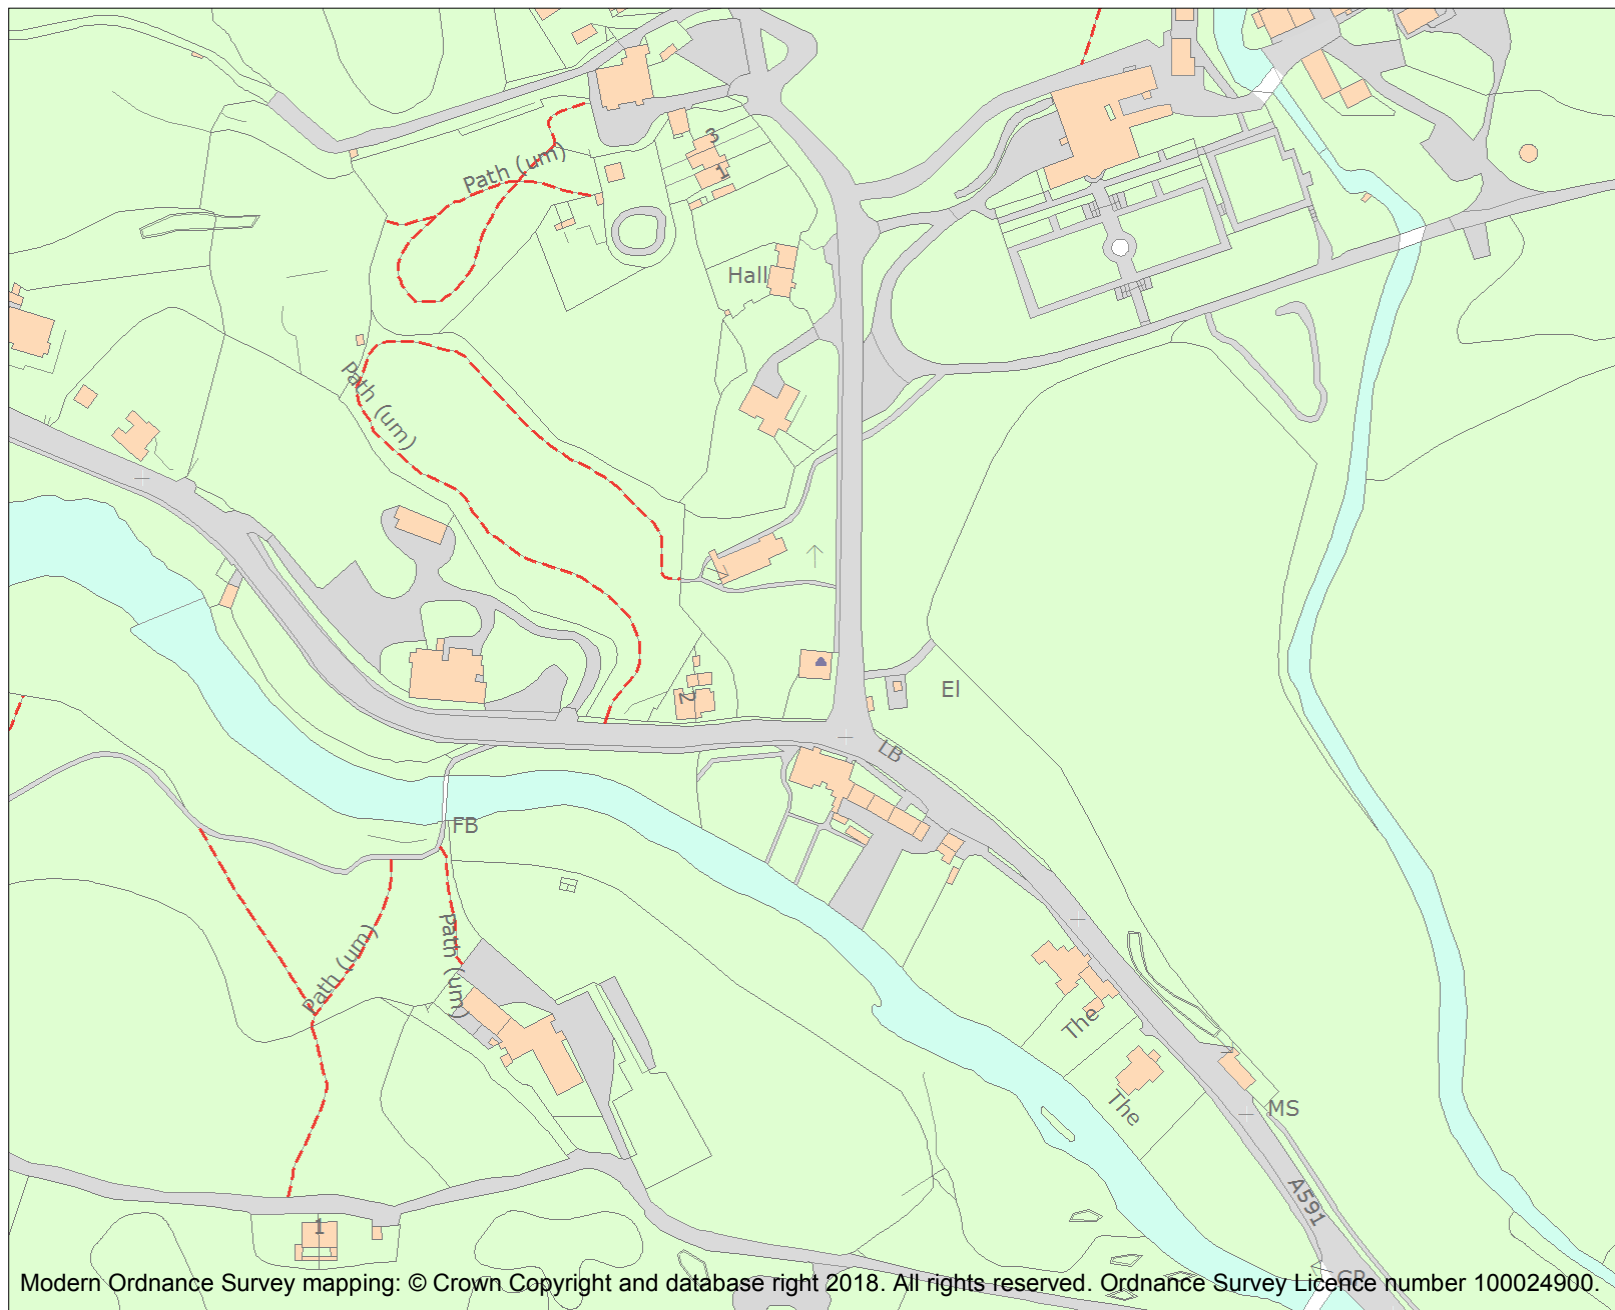 3
Path (um)
1
Hall
Path (um)
El
2
LB
FB
Path (um)
Path (um)
The
The
MS
A591
1
GP
Modern Ordnance Survey mapping: © Crown Copyright and database right 2018. All rights reserved. Ordnance Survey Licence number 100024900.